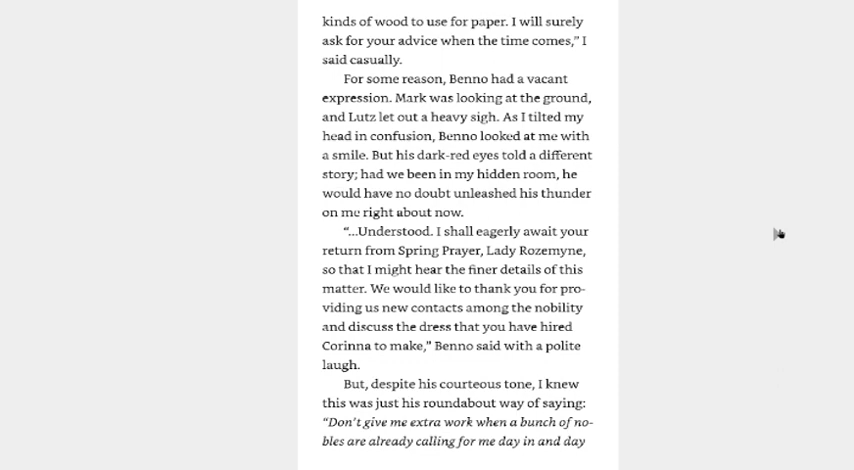 kinds of wood to use for paper. I will surely
ask for your advice when the time comes,” I
said casually.
For some reason, Benno had a vacant
expression. Mark was looking at the ground,
and Lutz let out a heavy sigh. As I tilted my
head in confusion, Benno looked at me with
a smile. But his dark-red eyes told a different
story; had we been in my hidden room, he
would have no doubt unleashed his thunder
on me right about now.
“...Understood. I shall eagerly await your
return from Spring Prayer, Lady Rozemyne,
so that I might hear the finer details of this
matter. We would like to thank you for pro-
viding us new contacts among the nobility
and discuss the dress that you have hired
Corinna to make,” Benno said with a polite
laugh.
But, despite his courteous tone, I knew
this was just his roundabout way of saying:
“Don’t give me extra work when a bunch of no-
bles are already calling for me day in and day